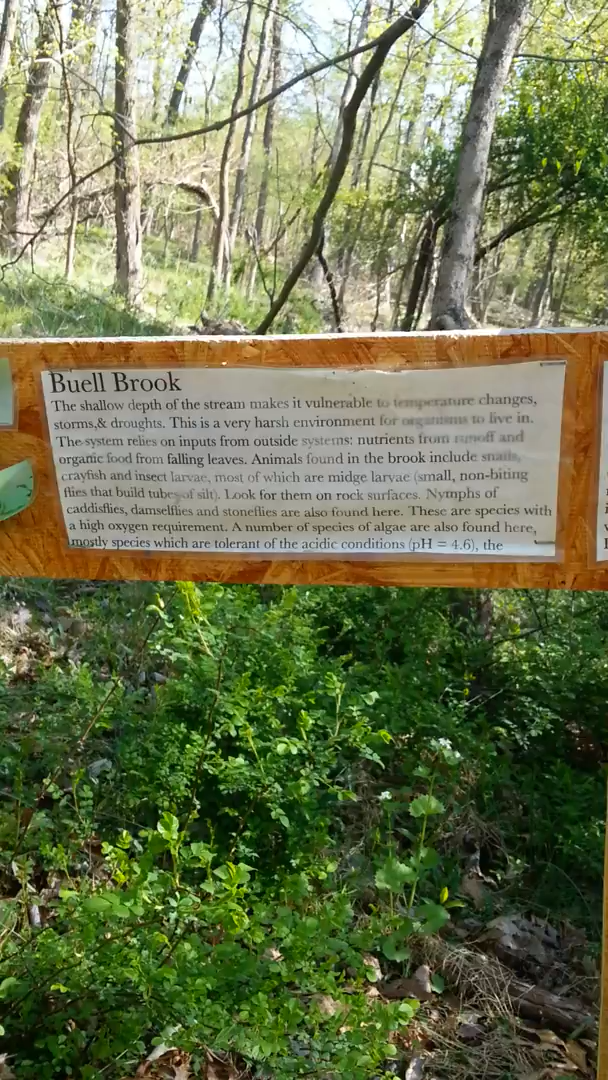 Buell Brook
The shallow depth of the stream makes it vulnerable to temperature changes,
storms,& droughts. This is a very harsh environment for organisms to live in.
The system relies on inputs from outside systems: nutrients from runoff and
organic food from falling leaves. Animals found in the brook include snails,
crayfish and insect larvae, most of which are midge larvae (small, non-biting
flies that build tubes of silt). Look for them on rock surfaces. Nymphs of
caddisflies, damselflies and stoneflies are also found here. These are species with
a high oxygen requirement. A number of species of algae are also found here,
mostly species which are tolerant of the acidic conditions (pH = 4.6), the